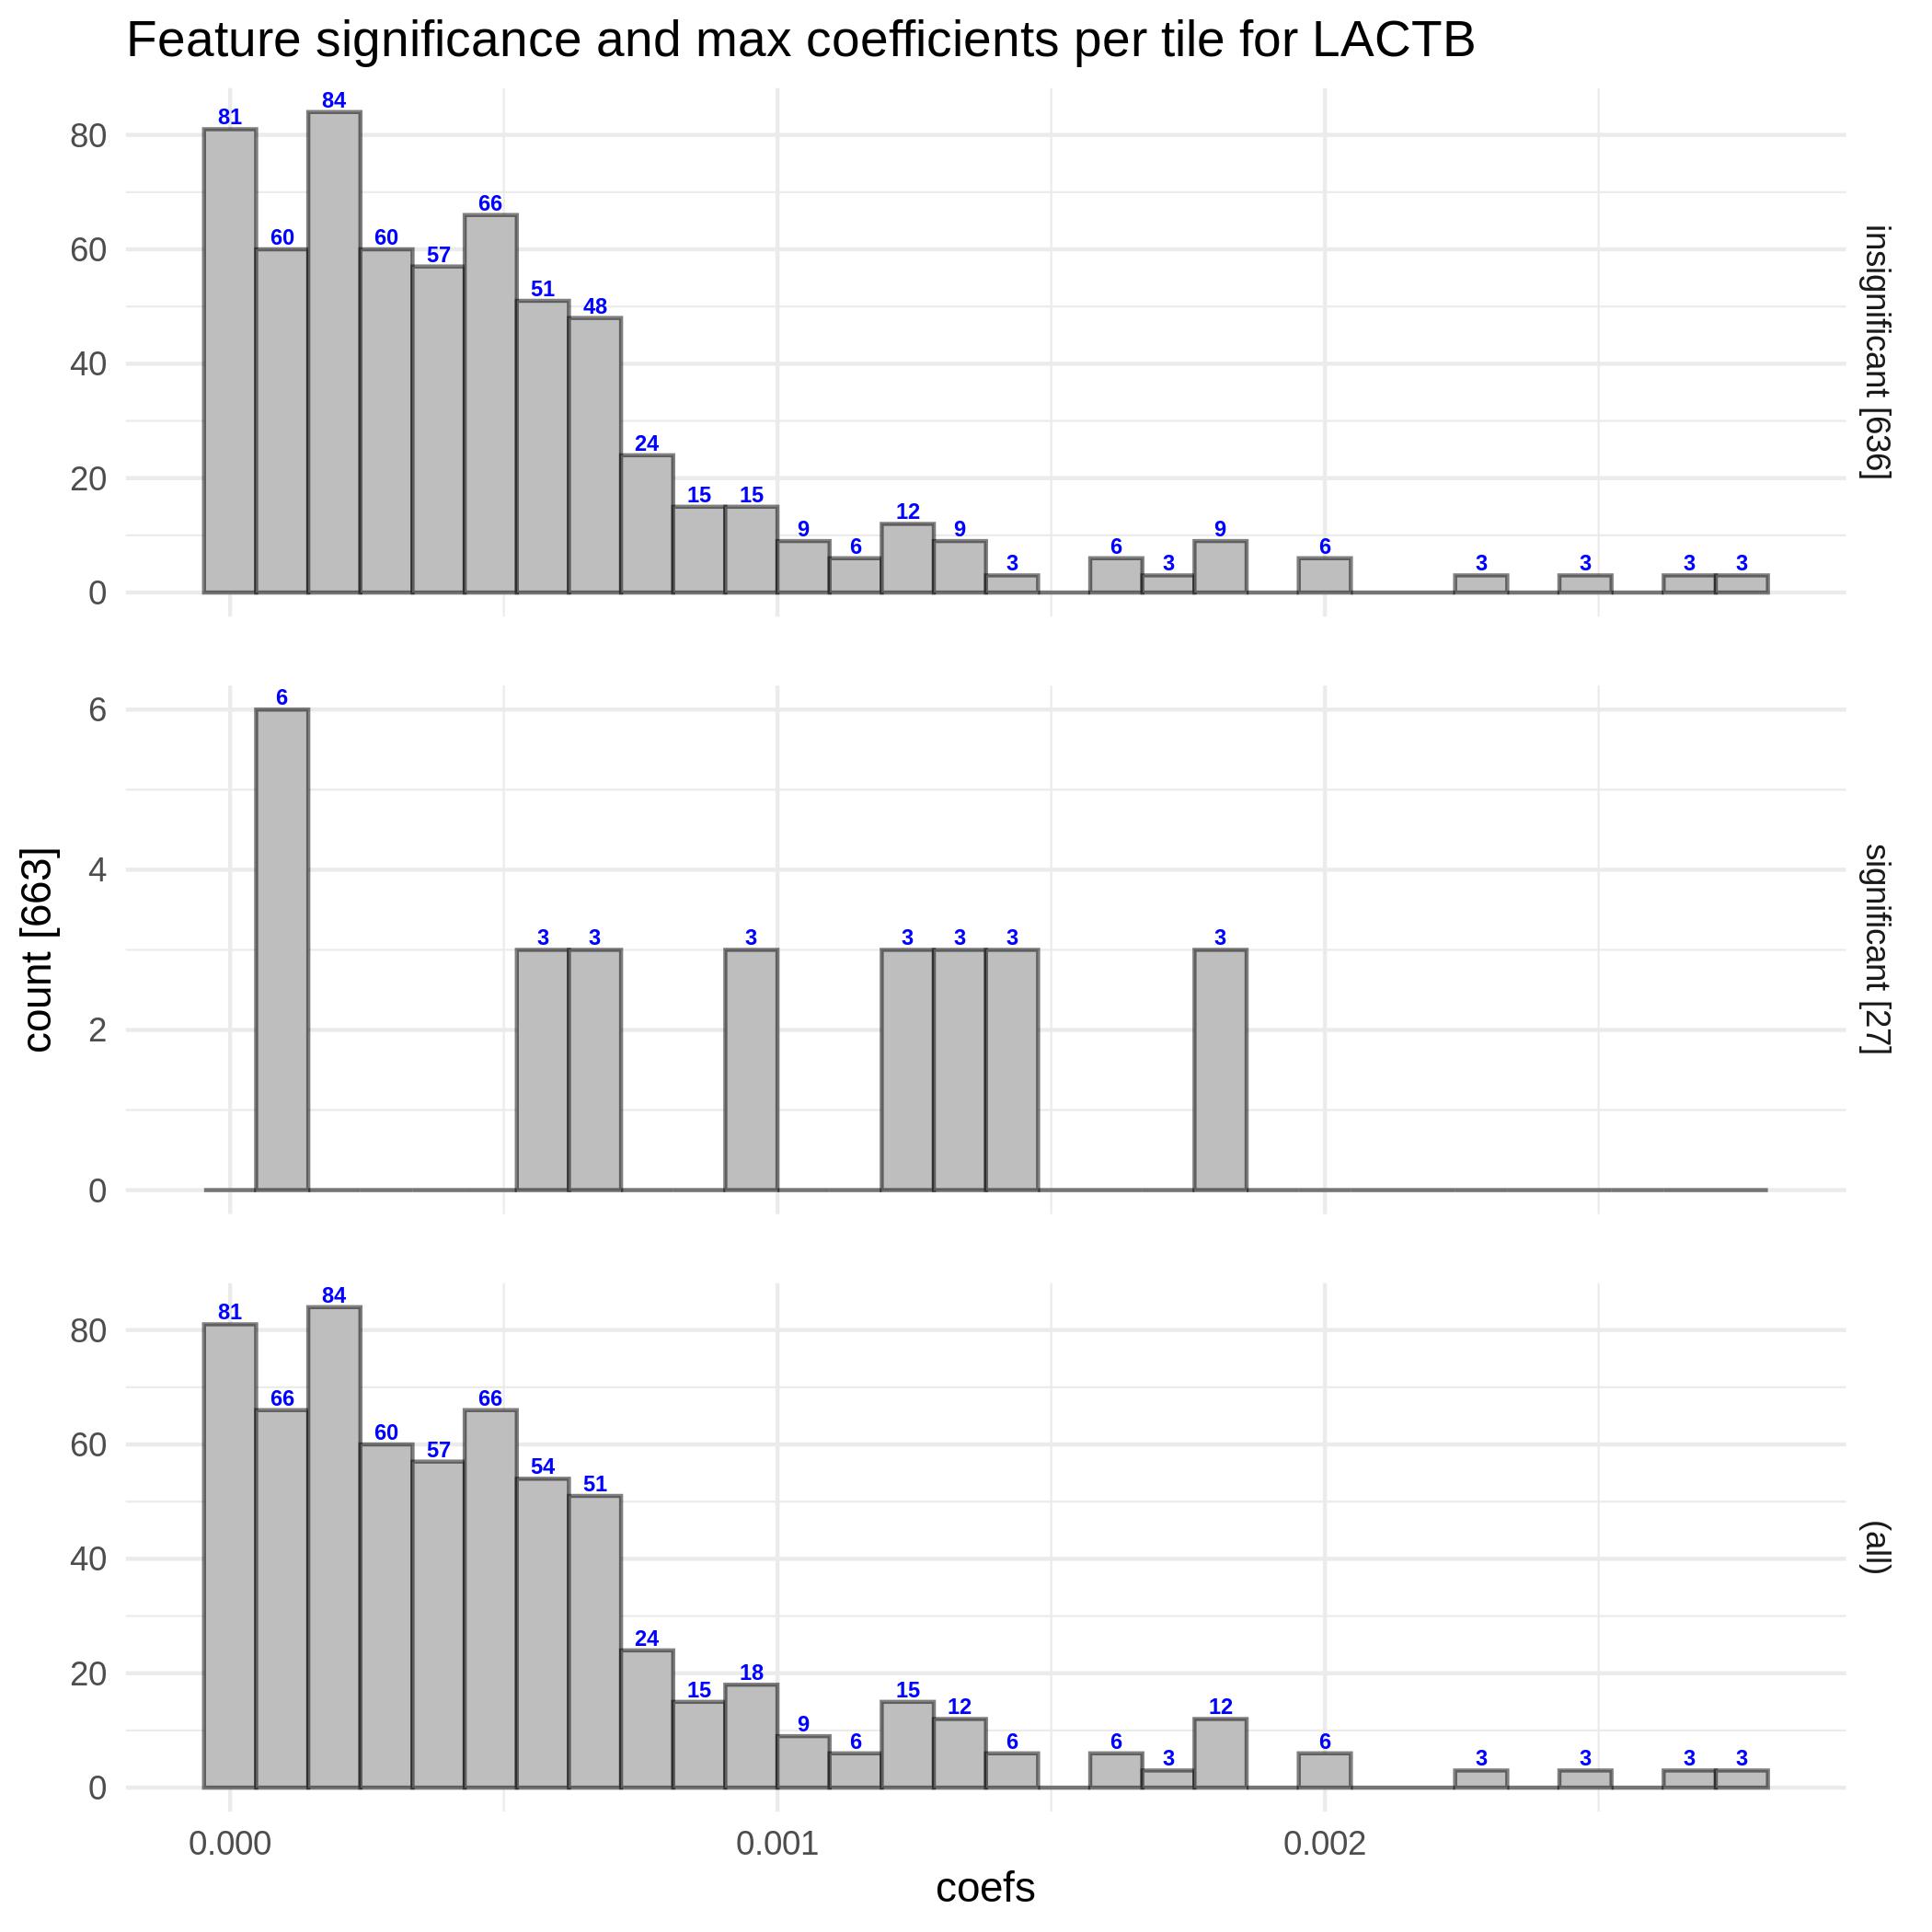 Feature significance and max coefficients per tile for LACTB
81 60 84 60 57 66 51 48 24 15 15 9 6 12 9 3 6 3 9 6 3 3 3 3
80
60
40
20
0
insignificant [636]
6 3 3 3 3 3 3 3
6
4
2
0
significant [27]
count [663]
81 66 84 60 57 66 54 51 24 15 18 9 6 15 12 6 6 3 12 6 3 3 3 3
80
60
40
20
0
(all)
0.000 0.001 0.002
coefs